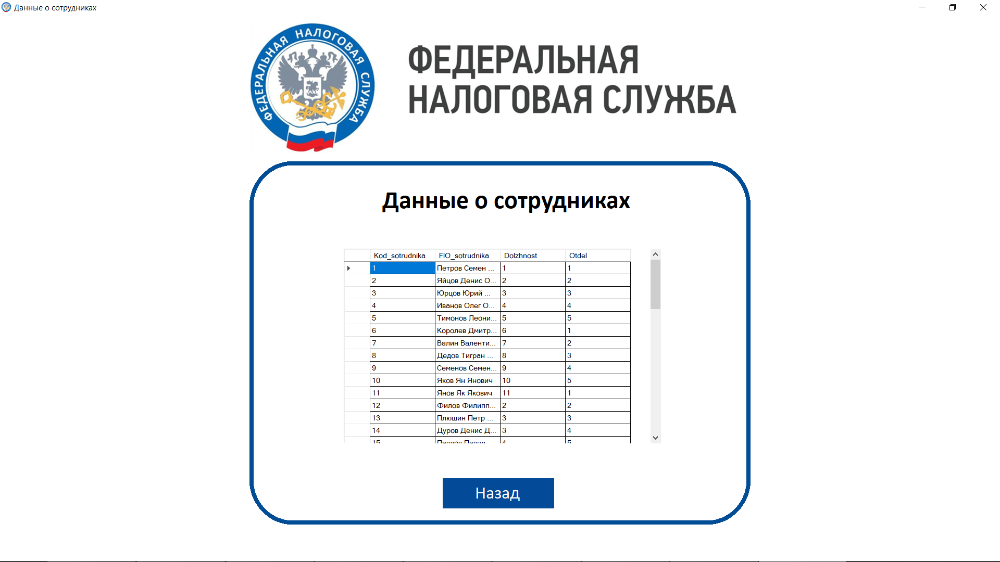 Данные о сотрудниках
ФЕДЕРАЛЬНАЯ НАЛОГОВАЯ СЛУЖБА
ФЕДЕРАЛЬНАЯ
НАЛОГОВАЯ СЛУЖБА
Данные о сотрудниках
Kod_sotrudnika FIO_sotrudnika Dolzhnost Otdel
1 Петров Семен ... 1 1
2 Яйцов Денис О... 2 2
3 Юрцов Юрий ... 3 3
4 Иванов Олег О... 4 4
5 Тимонов Леони... 5 5
6 Королев Дмитр... 6 1
7 Валин Валенти... 7 2
8 Дедов Тигран ... 8 3
9 Семенов Семен... 9 4
10 Яков Ян Янович 10 5
11 Янов Як Якович 11 1
12 Филов Филипп... 2 2
13 Плюшин Петр ... 3 3
14 Дуров Денис Д... 3 4
15 Павлов Павел 4 5
Назад